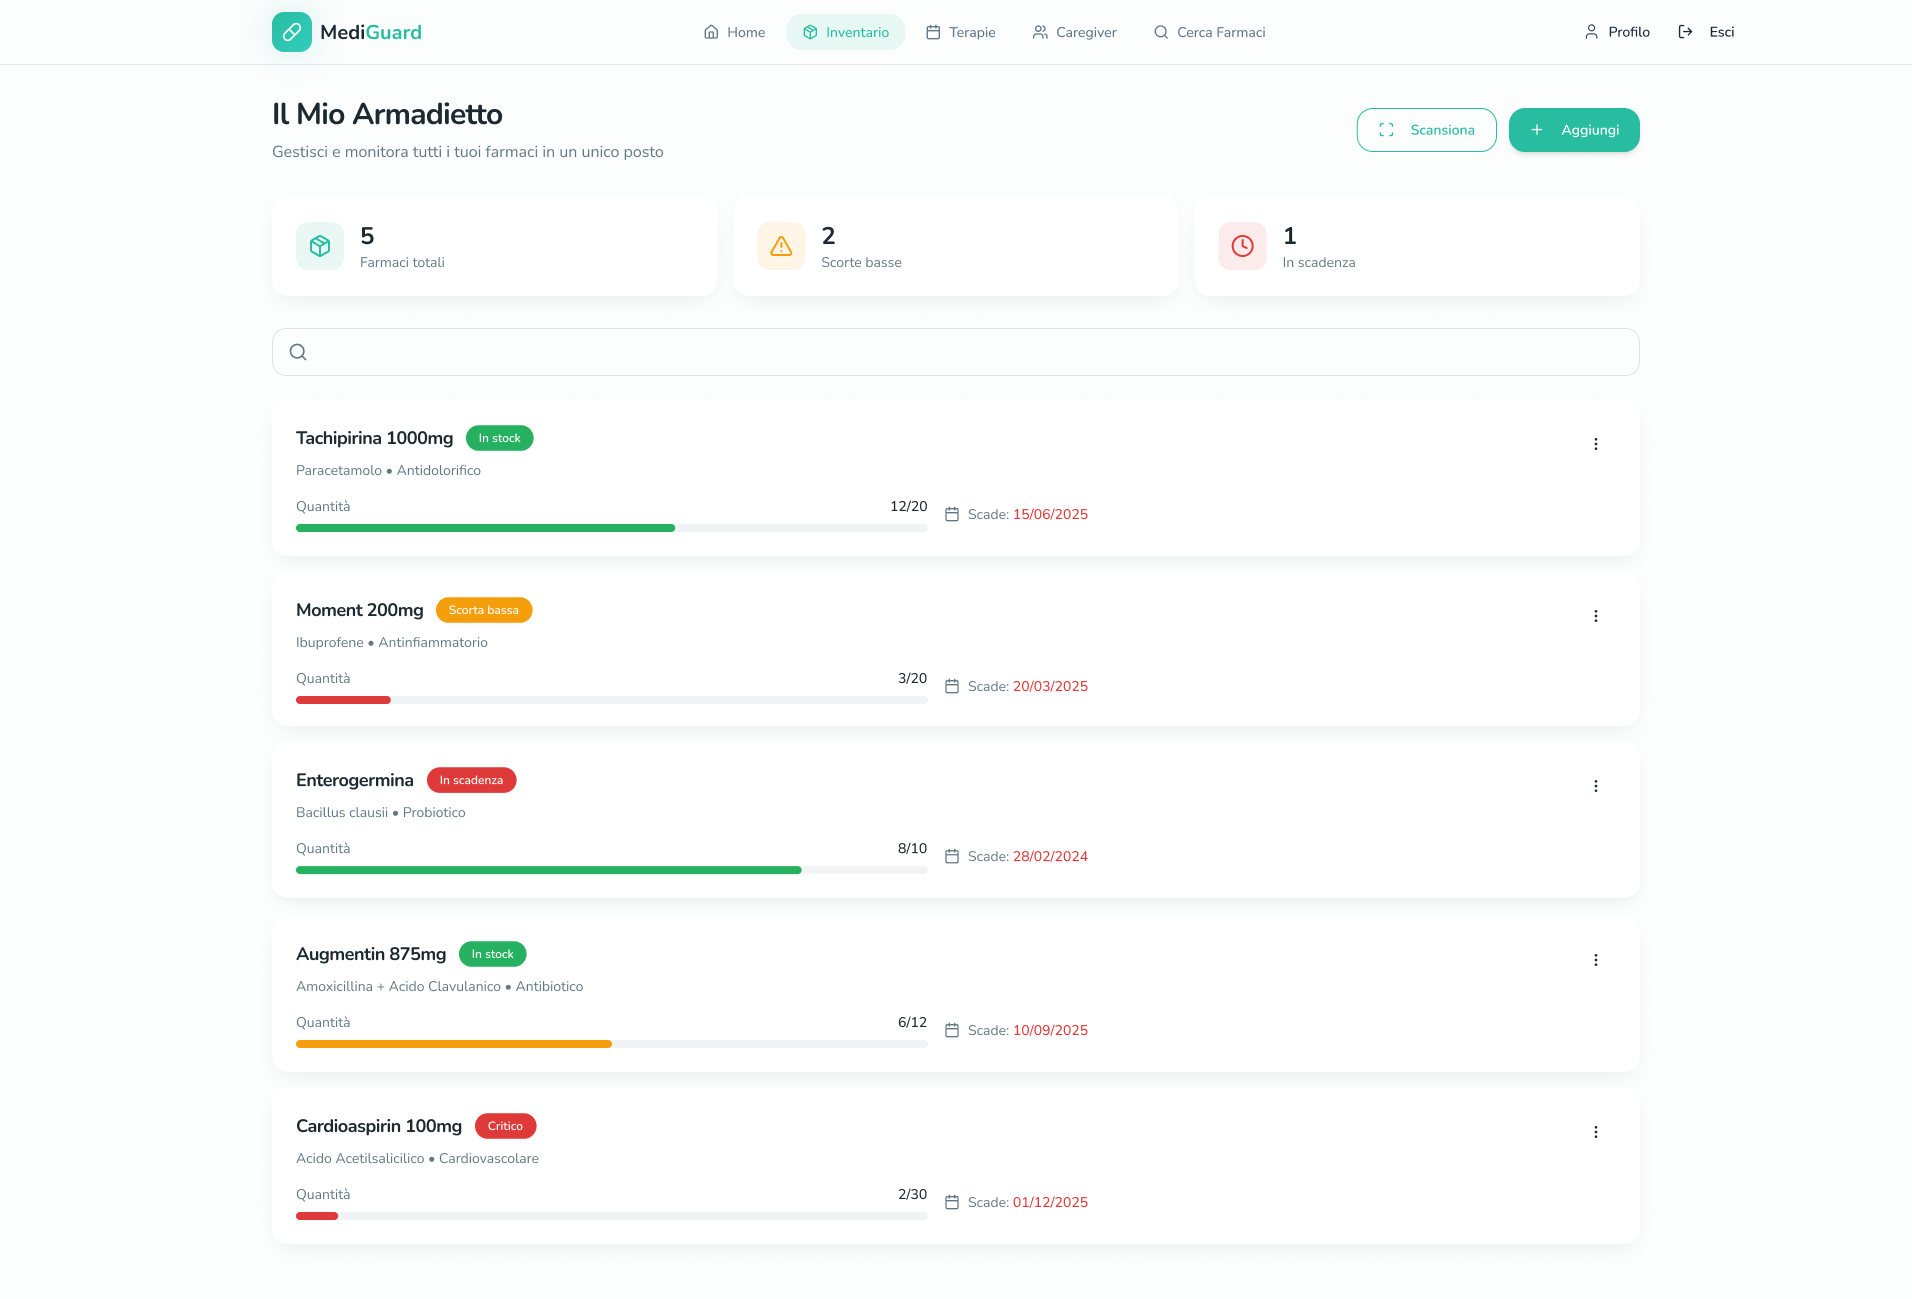 MediGuard
Home
Inventario
Terapie
Caregiver
Cerca Farmaci
Profilo
Esci
Il Mio Armadietto
Gestisci e monitora tutti i tuoi farmaci in un unico posto
Scansiona
Aggiungi
5
Farmaci totali
2
Scorte basse
1
In scadenza
Tachipirina 1000mg
In stock
Paracetamolo • Antidolorifico
Quantità
12/20
Scade: 15/06/2025
Moment 200mg
Scorta bassa
Ibuprofene • Antinfiammatorio
Quantità
3/20
Scade: 20/03/2025
Enterogermina
In scadenza
Bacillus clausii • Probiotico
Quantità
8/10
Scade: 28/02/2024
Augmentin 875mg
In stock
Amoxicillina + Acido Clavulanico • Antibiotico
Quantità
6/12
Scade: 10/09/2025
Cardioaspirin 100mg
Critico
Acido Acetilsalicilico • Cardiovascolare
Quantità
2/30
Scade: 01/12/2025